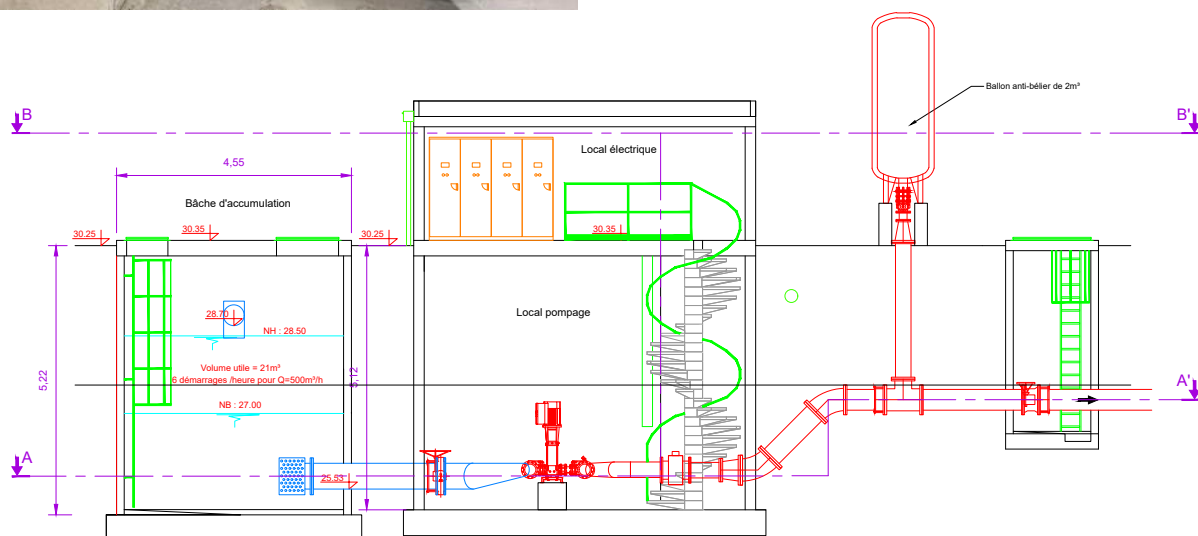 Ballon anti-bélier de 2m³
B
B'
Local électrique
4,55
Bâche d'accumulation
30.25
30.35
30.25
30.35
28.70
Local pompage
NH : 28.50
Volume utile = 21m³
6 démarrages /heure pour Q=500m³/h
5,22
5,12
A'
NB : 27.00
A
25.53